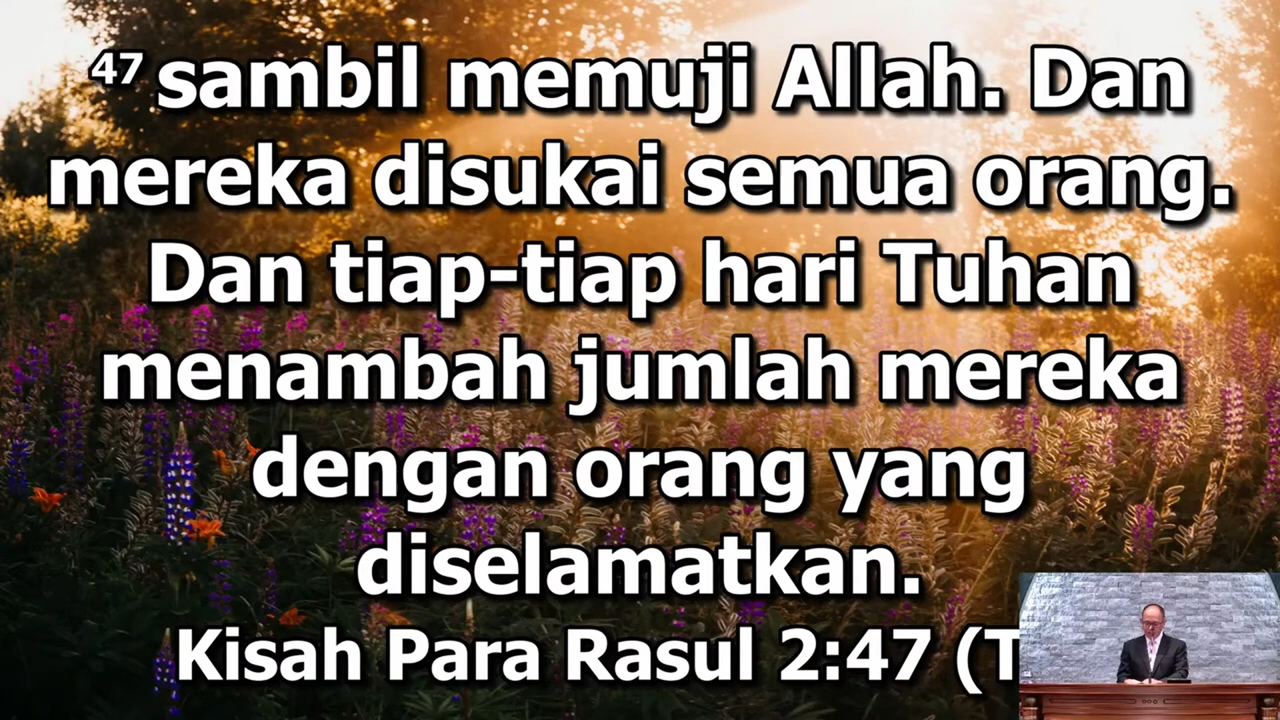 47 sambil memuji Allah. Dan
mereka disukai semua orang.
Dan tiap-tiap hari Tuhan
menambah jumlah mereka
dengan orang yang
diselamatkan.
Kisah Para Rasul 2:47 (T